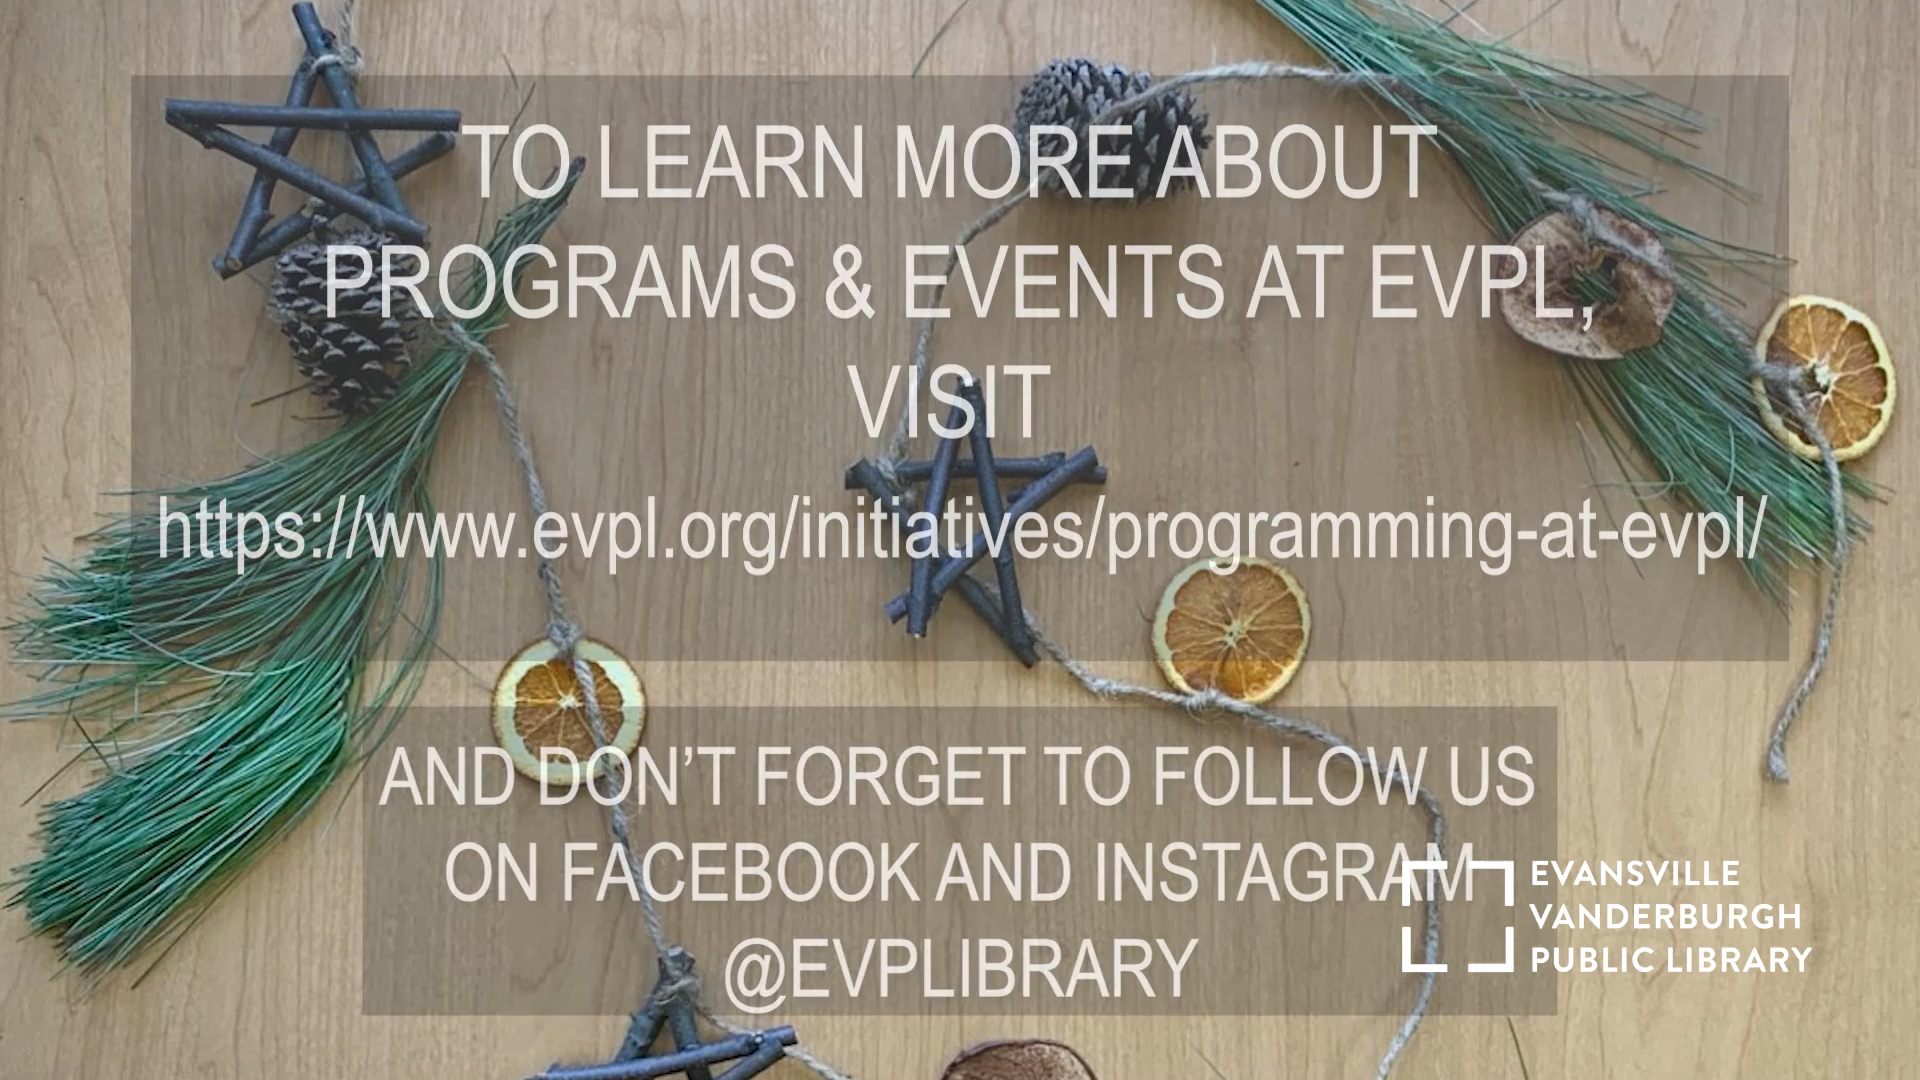 TO LEARN MORE ABOUT
PROGRAMS & EVENTS AT EVPL,
VISIT
https://www.evpl.org/initiatives/programming-at-evpl/
AND DON’T FORGET TO FOLLOW US
ON FACEBOOK AND INSTAGRAM
@EVPLIBRARY
EVANSVILLE
VANDERBURGH
PUBLIC LIBRARY